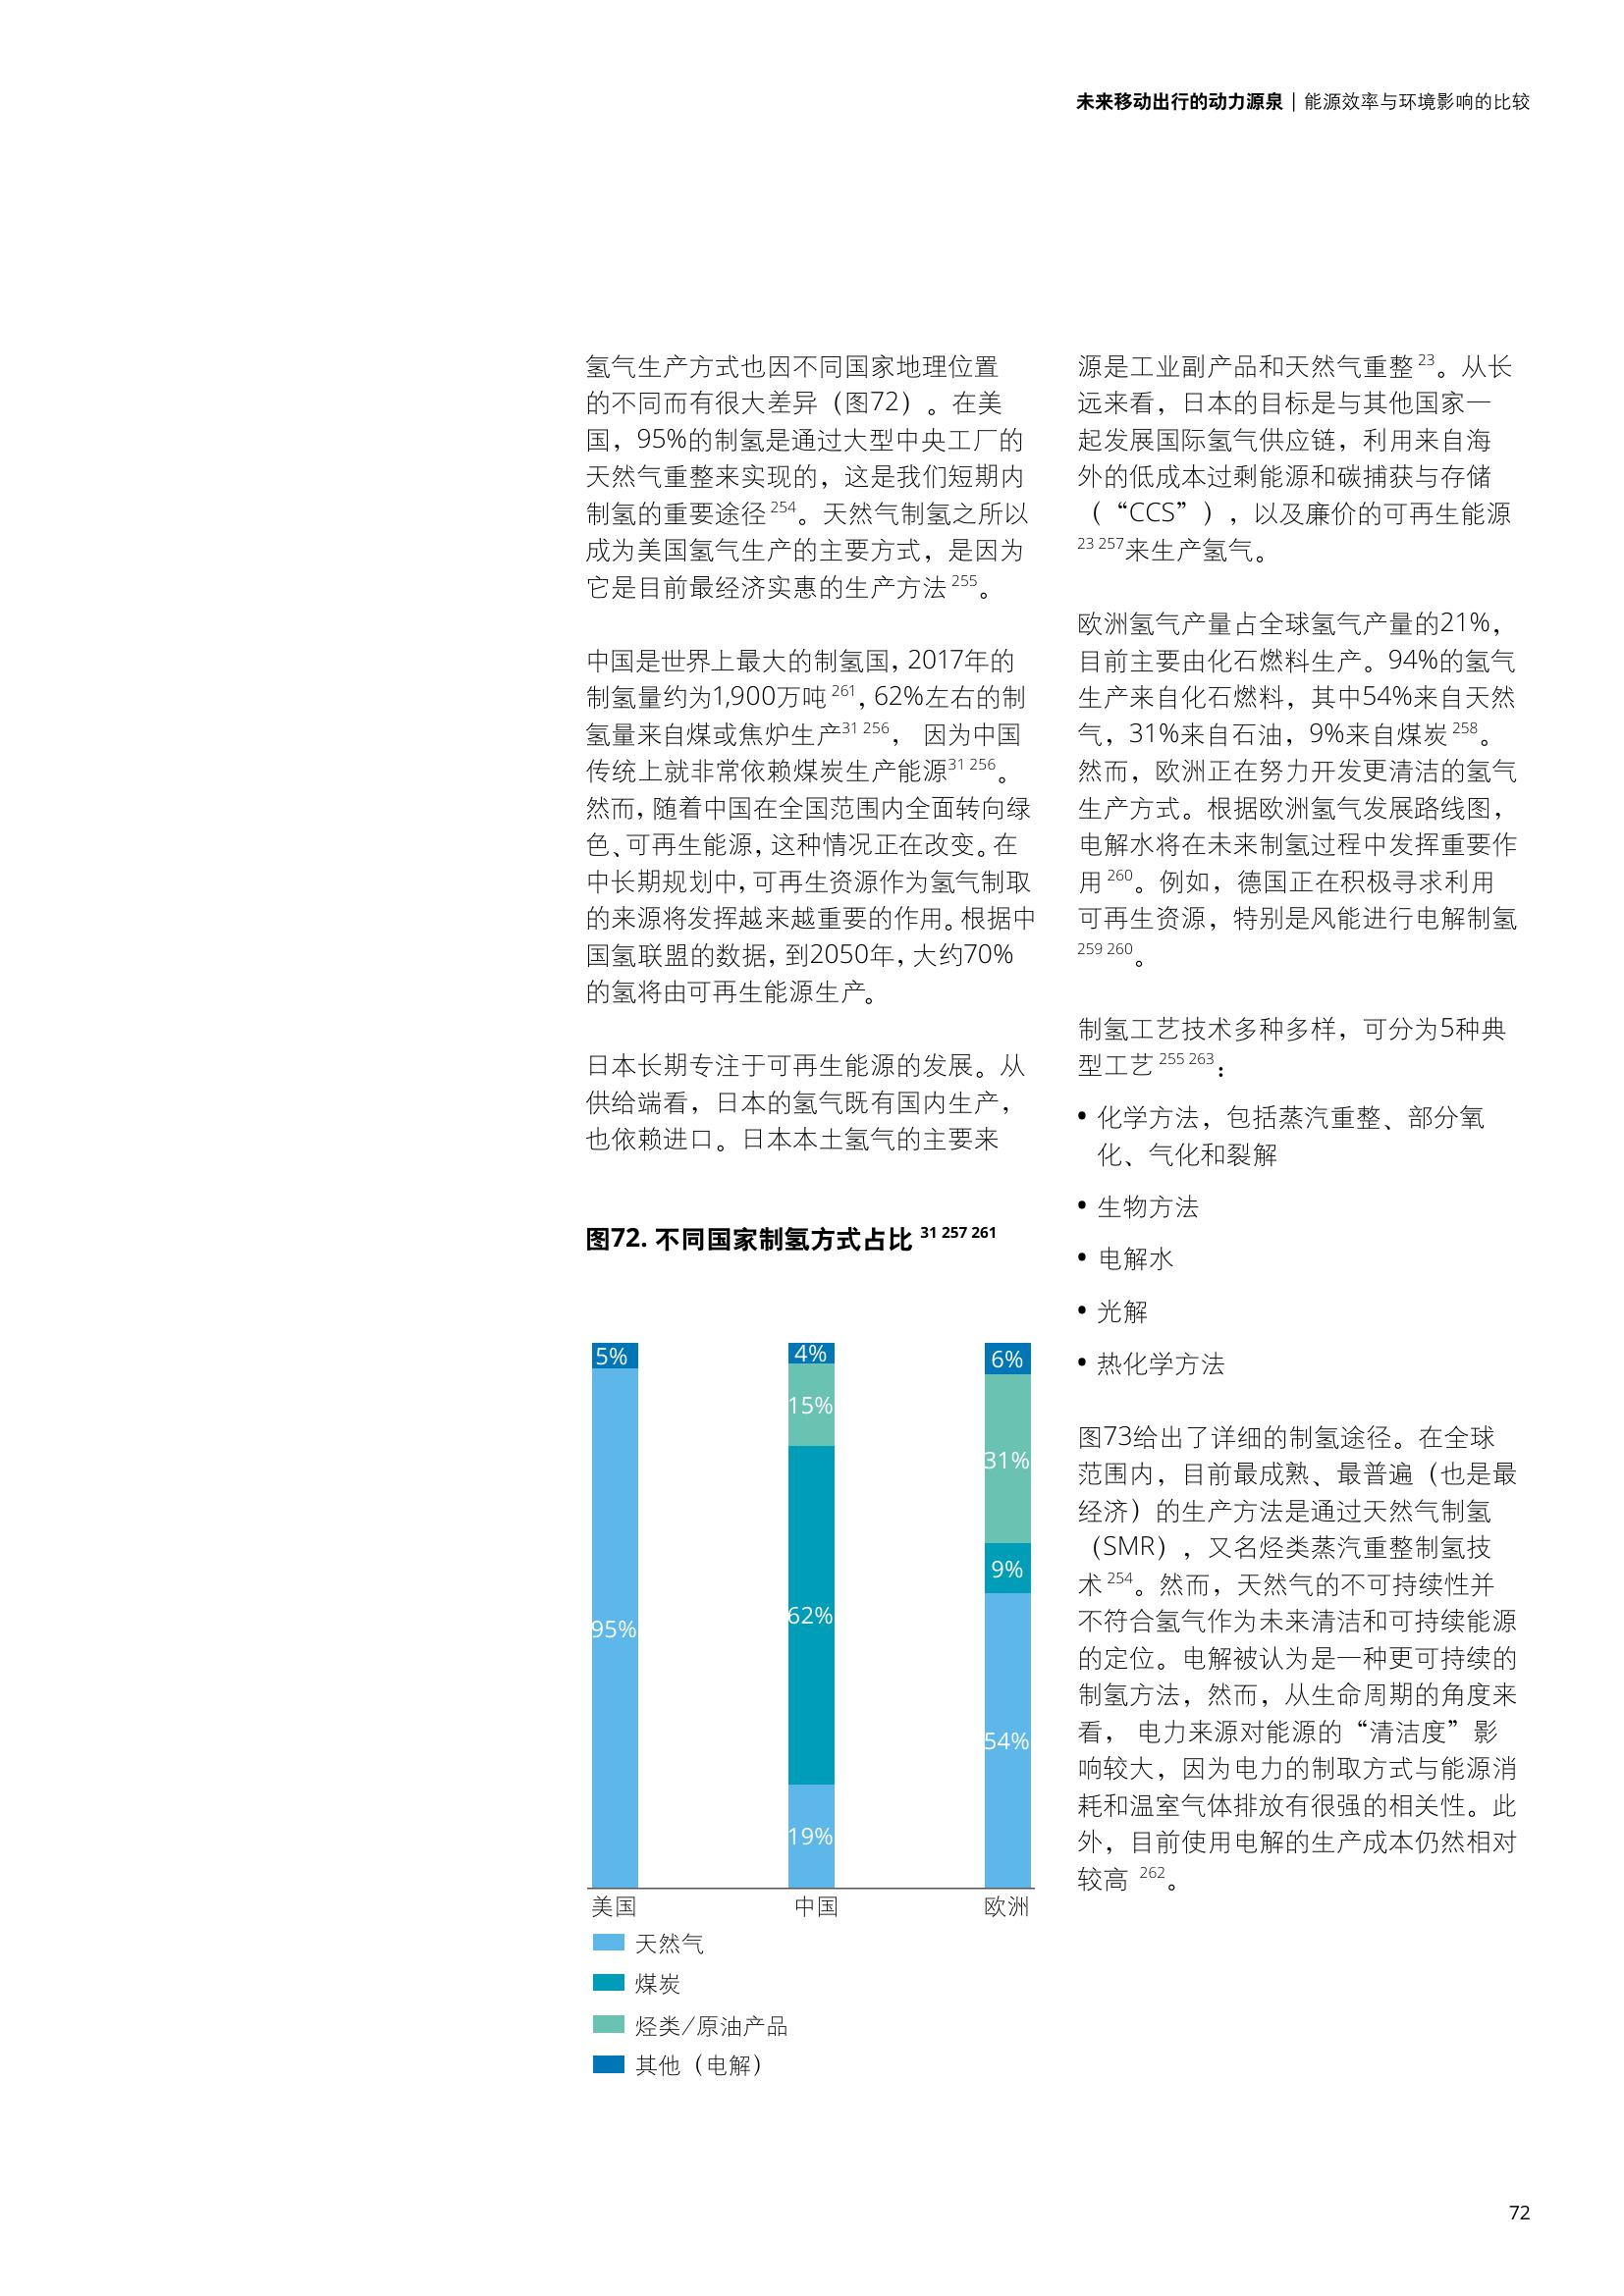 未来移动出行的动力源泉 | 能源效率与环境影响的比较
氢气生产方式也因不同国家地理位置
的不同而有很大差异（图72）。在美
国，95%的制氢是通过大型中央工厂的
天然气重整来实现的，这是我们短期内
制氢的重要途径 254。天然气制氢之所以
成为美国氢气生产的主要方式，是因为
它是目前最经济实惠的生产方法 255。
中国是世界上最大的制氢国，2017年的
制氢量约为1,900万吨 261，62%左右的制
氢量来自煤或焦炉生产31 256， 因为中国
传统上就非常依赖煤炭生产能源31 256。
然而，随着中国在全国范围内全面转向绿
色、可再生能源，这种情况正在改变。在
中长期规划中，可再生资源作为氢气制取
的来源将发挥越来越重要的作用。根据中
国氢联盟的数据，到2050年，大约70%
的氢将由可再生能源生产。
日本长期专注于可再生能源的发展。从
供给端看，日本的氢气既有国内生产，
也依赖进口。日本本土氢气的主要来
源是工业副产品和天然气重整 23。从长
远来看，日本的目标是与其他国家一
起发展国际氢气供应链，利用来自海
外的低成本过剩能源和碳捕获与存储
（“CCS”），以及廉价的可再生能源
23 257来生产氢气。
欧洲氢气产量占全球氢气产量的21%，
目前主要由化石燃料生产。94%的氢气
生产来自化石燃料，其中54%来自天然
气，31%来自石油，9%来自煤炭 258。
然而，欧洲正在努力开发更清洁的氢气
生产方式。根据欧洲氢气发展路线图，
电解水将在未来制氢过程中发挥重要作
用 260。例如，德国正在积极寻求利用
可再生资源，特别是风能进行电解制氢
259 260。
制氢工艺技术多种多样，可分为5种典
型工艺 255 263：
• 化学方法，包括蒸汽重整、部分氧
化、气化和裂解
• 生物方法
• 电解水
• 光解
• 热化学方法
图73给出了详细的制氢途径。在全球
范围内，目前最成熟、最普遍（也是最
经济）的生产方法是通过天然气制氢
（SMR），又名烃类蒸汽重整制氢技
术 254。然而，天然气的不可持续性并
不符合氢气作为未来清洁和可持续能源
的定位。电解被认为是一种更可持续的
制氢方法，然而，从生命周期的角度来
看， 电力来源对能源的“清洁度”影
响较大，因为电力的制取方式与能源消
耗和温室气体排放有很强的相关性。此
外，目前使用电解的生产成本仍然相对
较高 262。
图72. 不同国家制氢方式占比 31 257 261
5%
95%
4%
15%
62%
19%
6%
31%
9%
54%
美国 中国 欧洲
天然气
煤炭
烃类/原油产品
其他（电解）
72